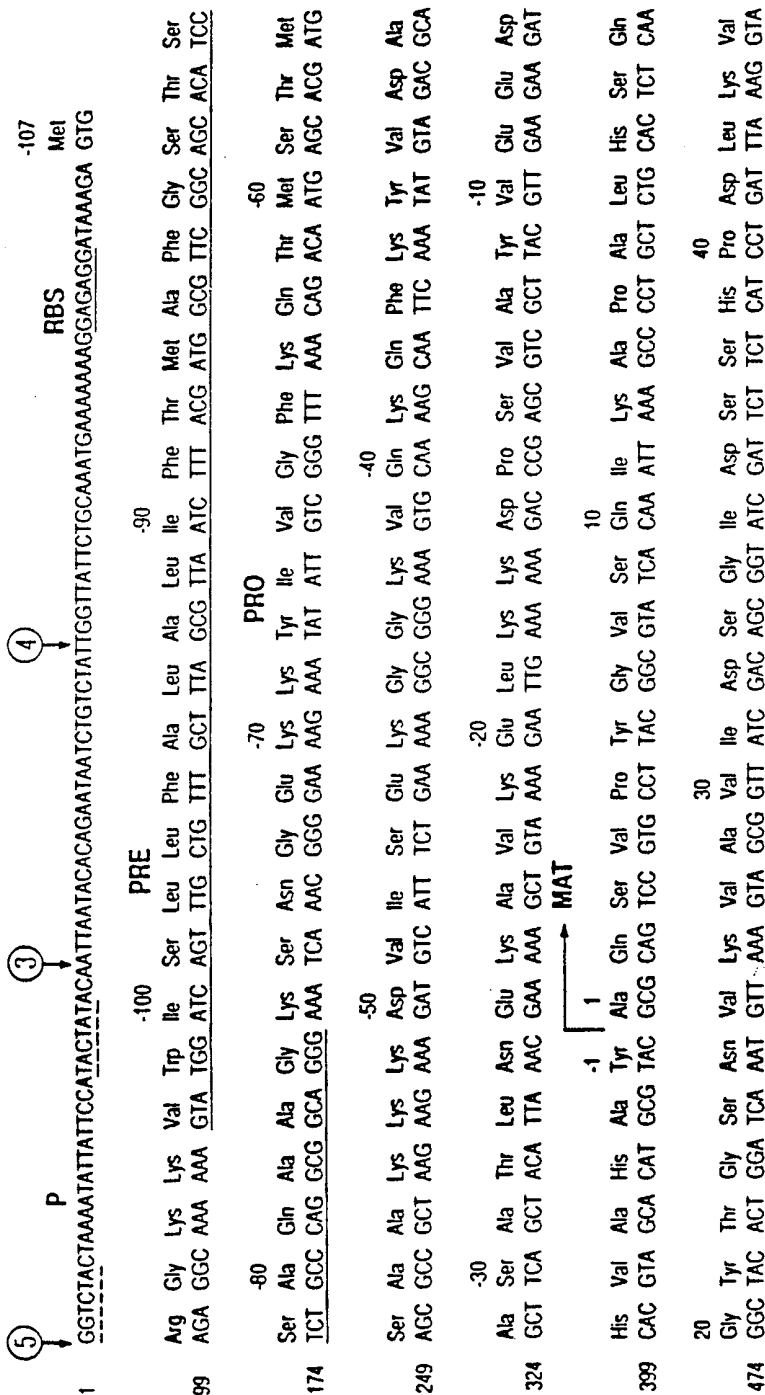 5 3 4
P RBS -107
Met
1 GGTCTACTAAAATATTATTCCATACTATACAATTAATACACAGAATAATCTGTCTATTGGTTATTCTGCAAATGAAAAAAAGGAGAGGATAAAGA GTG
PRE
-100 -90
Arg Gly Lys Lys Val Trp Ile Ser Leu Leu Phe Ala Leu Ala Leu Ile Phe Thr Met Ala Phe Gly Ser Thr Ser
99 AGA GGC AAA AAA GTA TGG ATC AGT TTG CTG TTT GCT TTA GCG TTA ATC TTT ACG ATG GCG TTC GGC AGC ACA TCC
PRO
-80 -70 -60
Ser Ala Gln Ala Ala Gly Lys Ser Asn Gly Glu Lys Lys Tyr Ile Val Gly Phe Lys Gln Thr Met Ser Thr Met
174 TCT GCC CAG GCG GCA GGG AAA TCA AAC GGG GAA AAG AAA TAT ATT GTC GGG TTT AAA CAG ACA ATG AGC ACG ATG
-50 -40
Ser Ala Ala Lys Lys Lys Asp Val Ile Ser Glu Lys Gly Gly Lys Val Gln Lys Gln Phe Lys Tyr Val Asp Ala
249 AGC GCC GCT AAG AAG AAA GAT GTC ATT TCT GAA AAA GGC GGG AAA GTG CAA AAG CAA TTC AAA TAT GTA GAC GCA
-30 -20 -10
Ala Ser Ala Thr Leu Asn Glu Lys Ala Val Lys Glu Leu Lys Lys Asp Pro Ser Val Ala Tyr Val Glu Glu Asp
324 GCT TCA GCT ACA TTA AAC GAA AAA GCT GTA AAA GAA TTG AAA AAA GAC CCG AGC GTC GCT TAC GTT GAA GAA GAT
MAT
-1 1 10
His Val Ala His Ala Tyr Ala Gln Ser Val Pro Tyr Gly Val Ser Gln Ile Lys Ala Pro Ala Leu His Ser Gln
399 CAC GTA GCA CAT GCG TAC GCG CAG TCC GTG CCT TAC GGC GTA TCA CAA ATT AAA GCC CCT GCT CTG CAC TCT CAA
20 30 40
Gly Tyr Thr Gly Ser Asn Val Lys Val Ala Val Ile Asp Ser Gly Ile Asp Ser Ser His Pro Asp Leu Lys Val
474 GGC TAC ACT GGA TCA AAT GTT AAA GTA GCG GTT ATC GAC AGC GGT ATC GAT TCT TCT CAT CCT GAT TTA AAG GTA